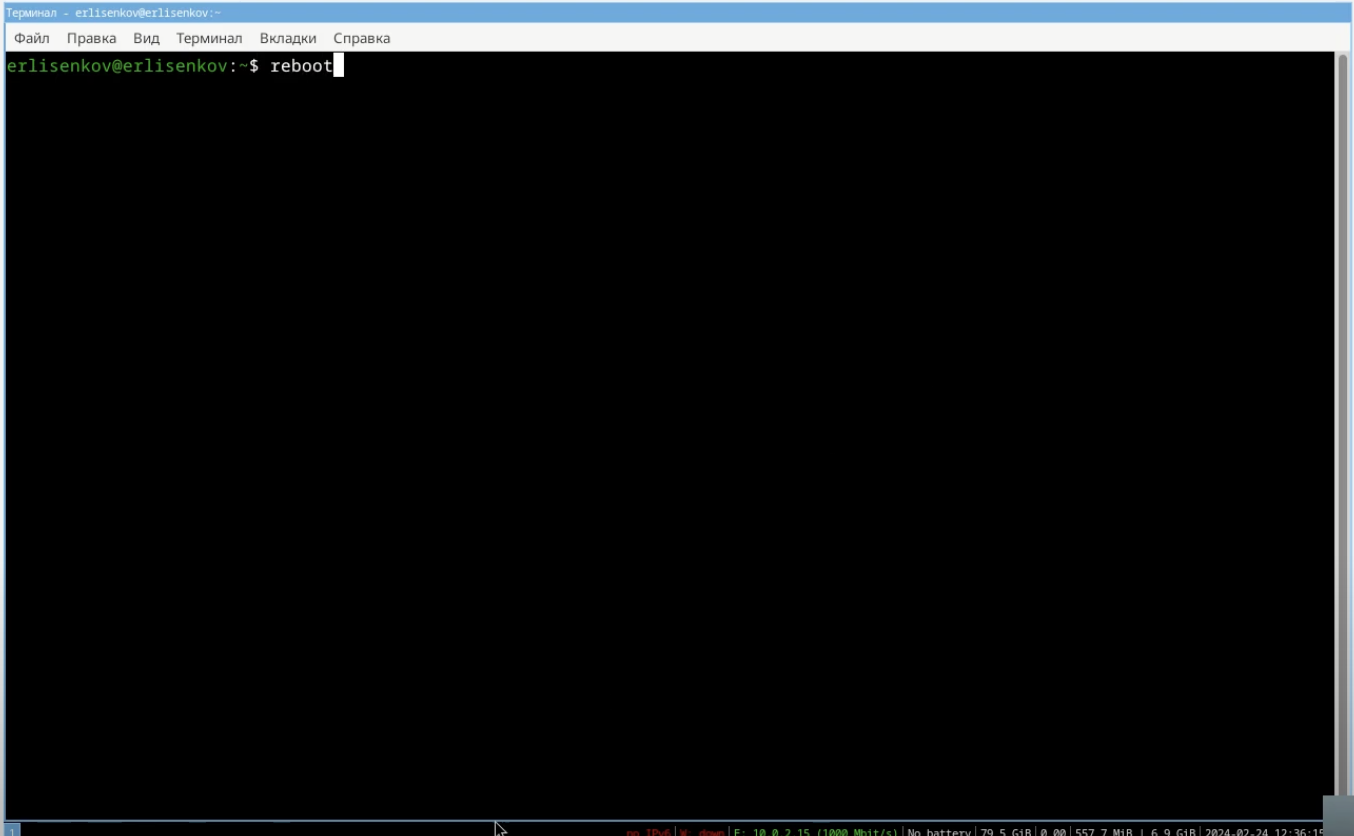 Терминал - erlisenkov@erlisenkov:~
Файл Правка Вид Терминал Вкладки Справка
erlisenkov@erlisenkov:~$ reboot
1 no IPv6 | W: down | E: 10.0.2.15 (1000 Mbit/s) | No battery | 79.5 GiB | 0.00 | 557.7 MiB | 6.9 GiB | 2024-02-24 12:36:15